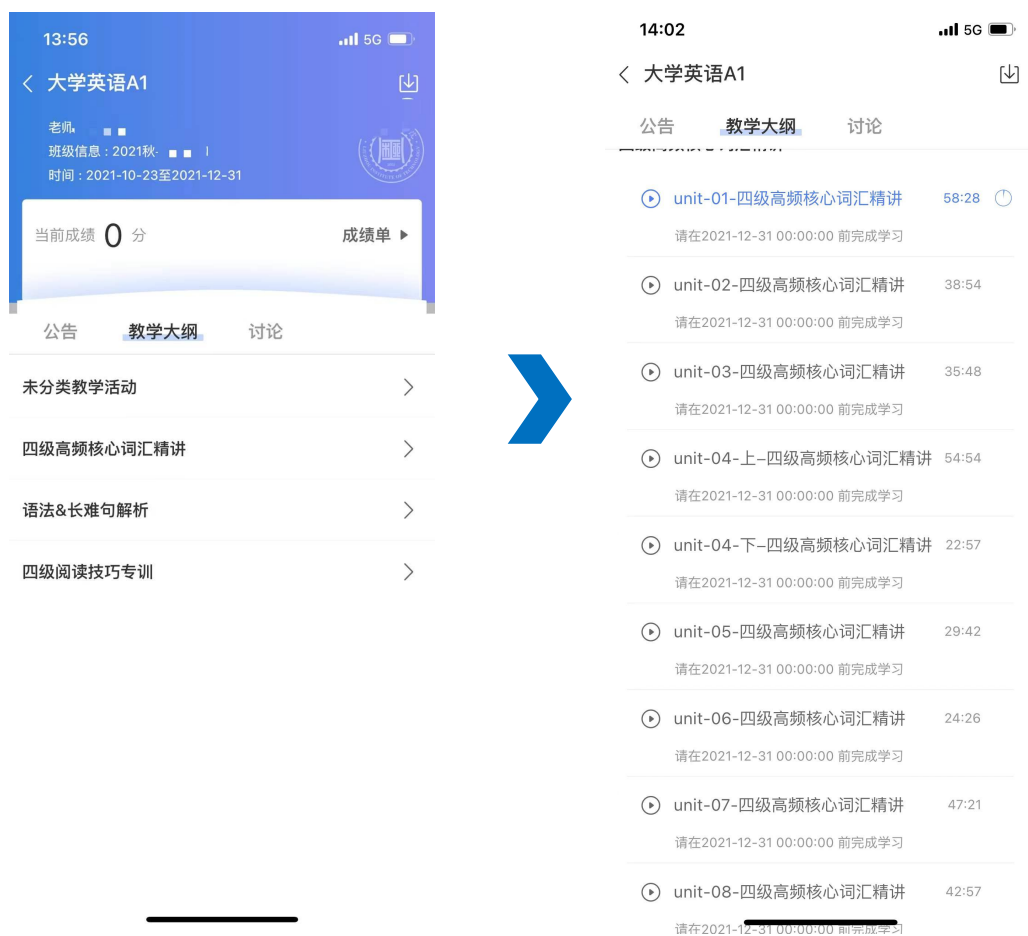 13:56
5G
大学英语A1
老师
班级信息：2021秋-
时间：2021-10-23至2021-12-31
当前成绩 0 分
成绩单
公告
教学大纲
讨论
未分类教学活动
四级高频核心词汇精讲
语法&长难句解析
四级阅读技巧专训
14:02
5G
大学英语A1
公告
教学大纲
讨论
unit-01-四级高频核心词汇精讲 58:28
请在2021-12-31 00:00:00 前完成学习
unit-02-四级高频核心词汇精讲 38:54
请在2021-12-31 00:00:00 前完成学习
unit-03-四级高频核心词汇精讲 35:48
请在2021-12-31 00:00:00 前完成学习
unit-04-上–四级高频核心词汇精讲 54:54
请在2021-12-31 00:00:00 前完成学习
unit-04-下–四级高频核心词汇精讲 22:57
请在2021-12-31 00:00:00 前完成学习
unit-05-四级高频核心词汇精讲 29:42
请在2021-12-31 00:00:00 前完成学习
unit-06-四级高频核心词汇精讲 24:26
请在2021-12-31 00:00:00 前完成学习
unit-07-四级高频核心词汇精讲 47:21
请在2021-12-31 00:00:00 前完成学习
unit-08-四级高频核心词汇精讲 42:57
请在2021-12-31 00:00:00 前完成学习